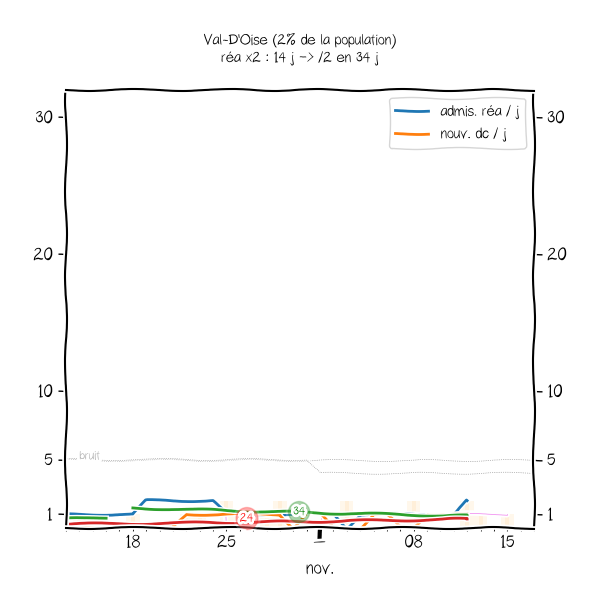 Val-D'Oise (2% de la population)
réa x2 : 14 j -> /2 en 34 j
admis. réa / j
nouv. dc / j
30
30
20
20
10
10
5
bruit
5
1
24
34
1
18
25
1
08
15
nov.